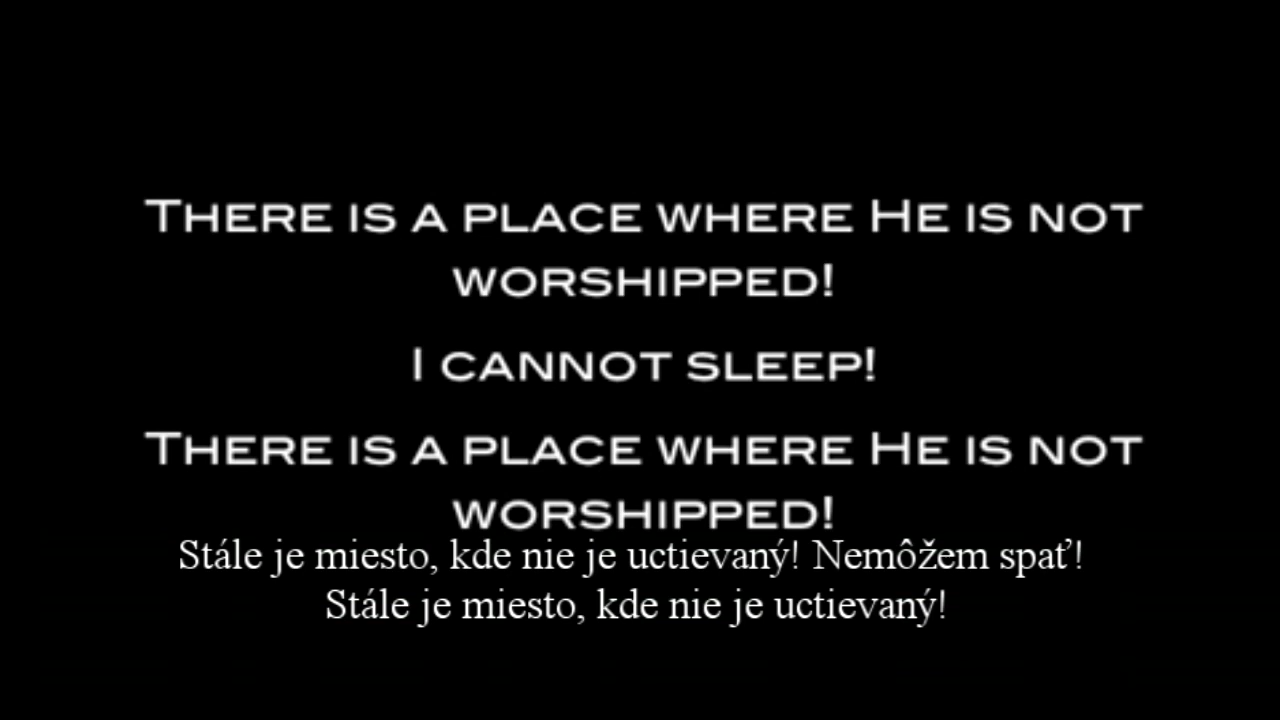 There is a place where He is not
worshipped!
I cannot sleep!
There is a place where He is not
worshipped!
Stále je miesto, kde nie je uctievaný! Nemôžem spať!
Stále je miesto, kde nie je uctievaný!